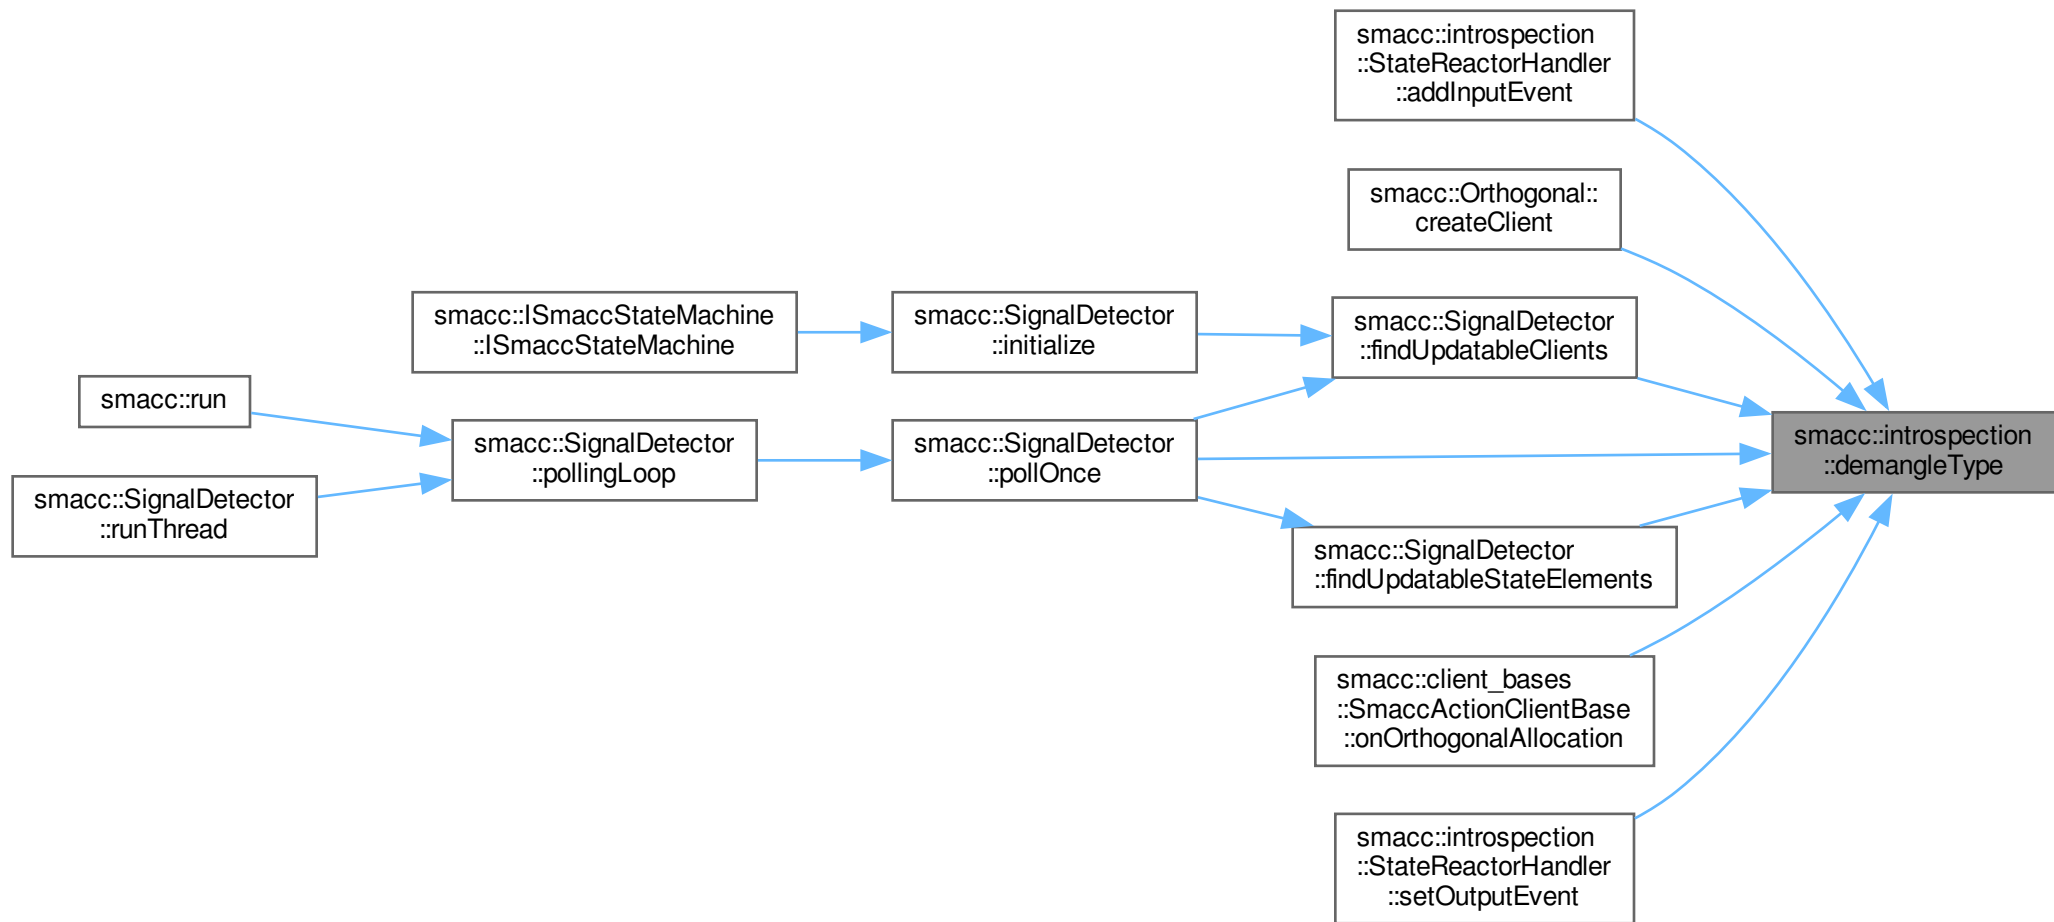 smacc::introspection
::StateReactorHandler
::addInputEvent
smacc::Orthogonal::
createClient
smacc::ISmaccStateMachine
::ISmaccStateMachine
smacc::SignalDetector
::initialize
smacc::SignalDetector
::findUpdatableClients
smacc::run
smacc::SignalDetector
::runThread
smacc::SignalDetector
::pollingLoop
smacc::SignalDetector
::pollOnce
smacc::introspection
::demangleType
smacc::SignalDetector
::findUpdatableStateElements
smacc::client_bases
::SmaccActionClientBase
::onOrthogonalAllocation
smacc::introspection
::StateReactorHandler
::setOutputEvent